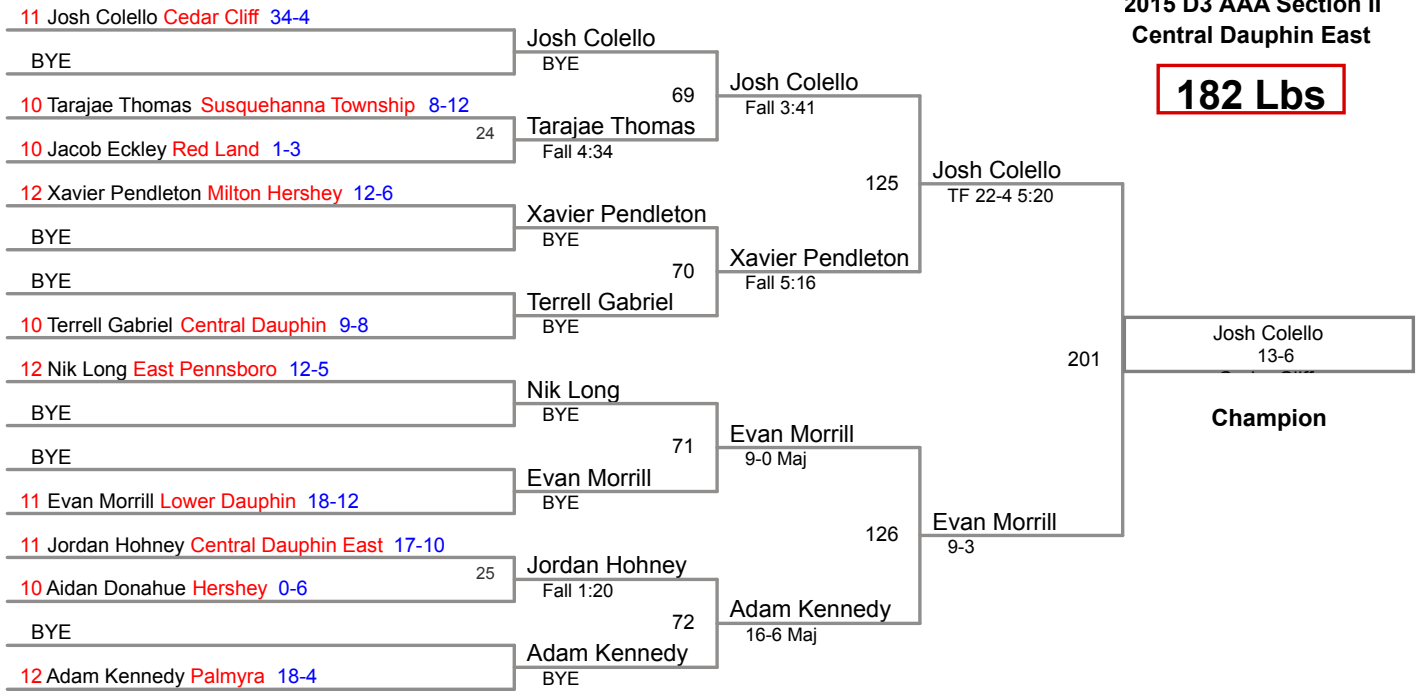 2015 D3 AAA Section II
Central Dauphin East
182 Lbs
11 Josh Colello Cedar Cliff 34-4
BYE
10 Tarajae Thomas Susquehanna Township 8-12
10 Jacob Eckley Red Land 1-3
12 Xavier Pendleton Milton Hershey 12-6
BYE
BYE
10 Terrell Gabriel Central Dauphin 9-8
12 Nik Long East Pennsboro 12-5
BYE
BYE
11 Evan Morrill Lower Dauphin 18-12
11 Jordan Hohney Central Dauphin East 17-10
10 Aidan Donahue Hershey 0-6
BYE
12 Adam Kennedy Palmyra 18-4
24
25
Josh Colello
BYE
Tarajae Thomas
Fall 4:34
Xavier Pendleton
BYE
Terrell Gabriel
BYE
Nik Long
BYE
Evan Morrill
BYE
Jordan Hohney
Fall 1:20
Adam Kennedy
BYE
69
70
71
72
Josh Colello
Fall 3:41
Xavier Pendleton
Fall 5:16
Evan Morrill
9-0 Maj
Adam Kennedy
16-6 Maj
125
126
Josh Colello
TF 22-4 5:20
Evan Morrill
9-3
201
Josh Colello
13-6
Champion